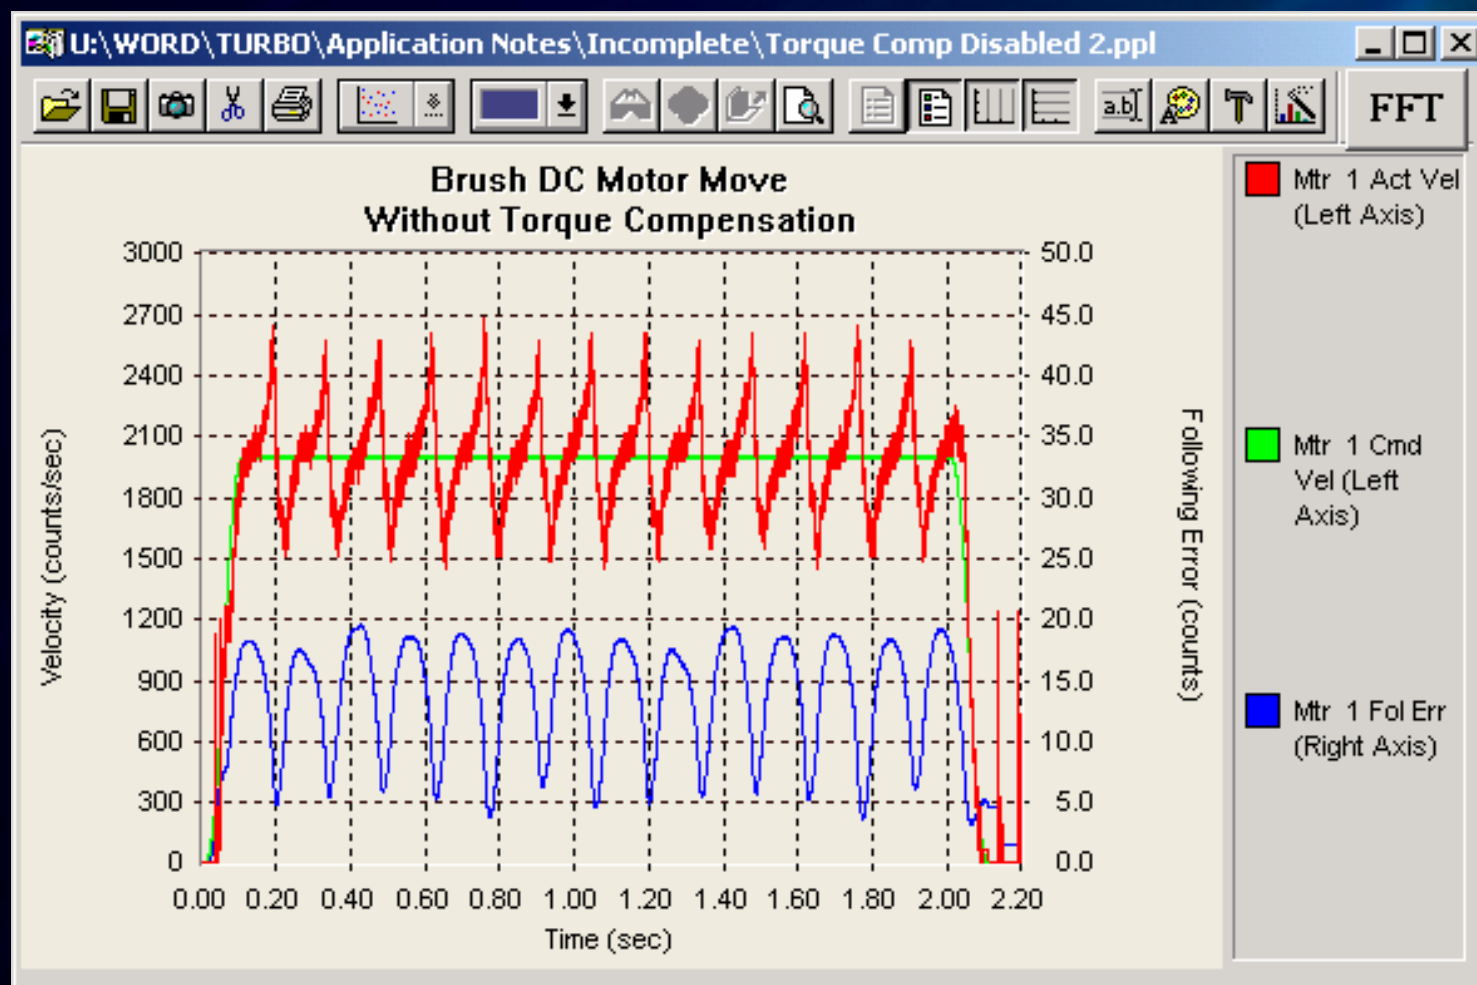 U:\WORD\TURBO\Application Notes\Incomplete\Torque Comp Disabled 2.ppl
a.b
A
FFT
Brush DC Motor Move
Without Torque Compensation
Velocity (counts/sec)
3000
2700
2400
2100
1800
1500
1200
900
600
300
0
50.0
45.0
40.0
35.0
30.0
25.0
20.0
15.0
10.0
5.0
0.0
Following Error (counts)
0.00 0.20 0.40 0.60 0.80 1.00 1.20 1.40 1.60 1.80 2.00 2.20
Time (sec)
Mtr 1 Act Vel
(Left Axis)
Mtr 1 Cmd
Vel (Left
Axis)
Mtr 1 Fol Err
(Right Axis)